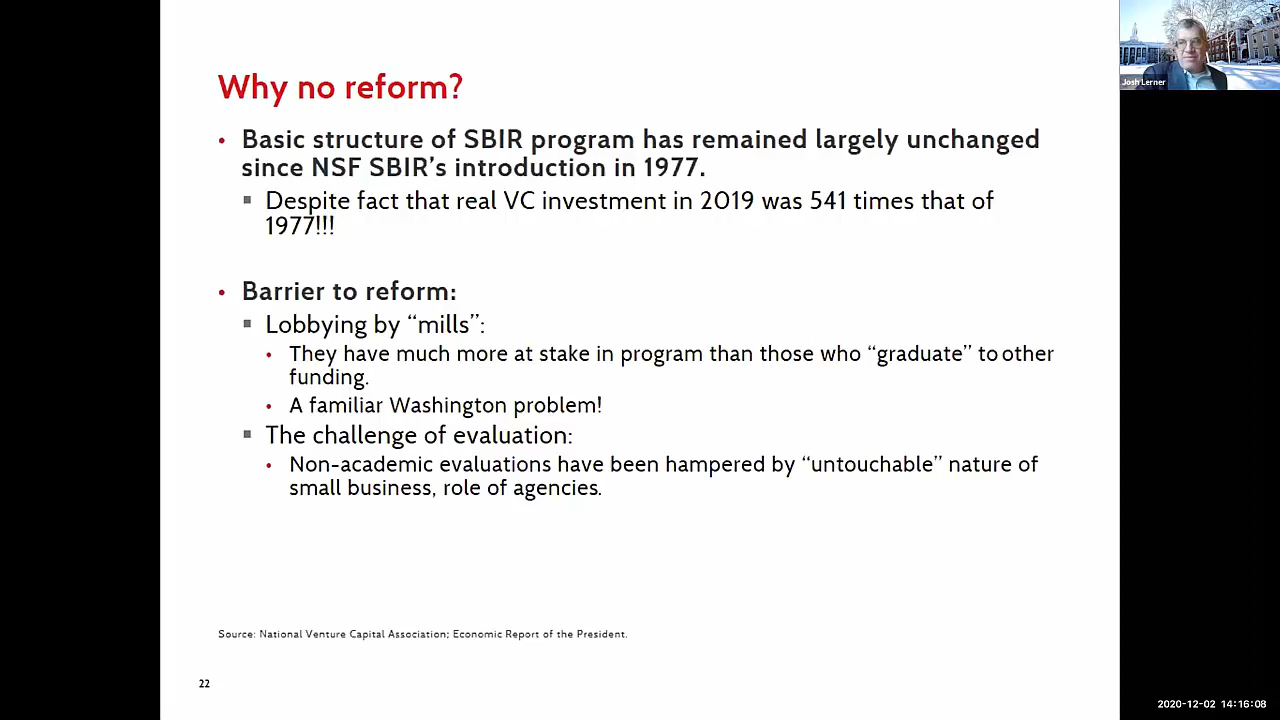 Why no reform?
• Basic structure of SBIR program has remained largely unchanged
since NSF SBIR’s introduction in 1977.
▪ Despite fact that real VC investment in 2019 was 541 times that of
1977!!!
• Barrier to reform:
▪ Lobbying by “mills”:
• They have much more at stake in program than those who “graduate” to other
funding.
• A familiar Washington problem!
▪ The challenge of evaluation:
• Non-academic evaluations have been hampered by “untouchable” nature of
small business, role of agencies.
Source: National Venture Capital Association; Economic Report of the President.
22
Josh Lerner
2020-12-02 14:16:08